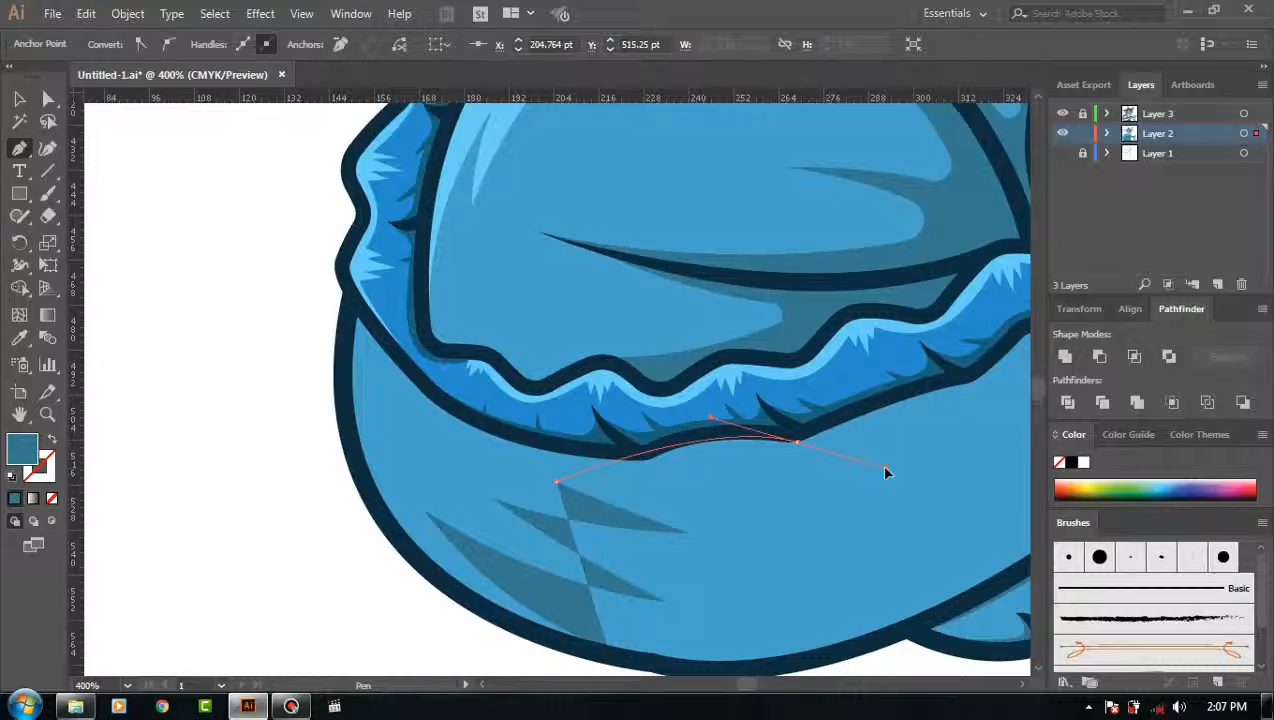 Ai File Edit Object Type Select Effect View Window Help Br St Essentials Search Adobe Stock
Anchor Point Convert: Handles: Anchors: X: 204.764 pt Y: 515.25 pt W: H:
Untitled-1.ai* @ 400% (CMYK/Preview)
84 96 108 120 132 144 156 168 180 192 204 216 228 240 252 264 276 288 300 312 324
Asset Export Layers Artboards
Layer 3
Layer 2
Layer 1
3 Layers
Transform Align Pathfinder
Shape Modes:
Expand
Pathfinders:
Color Color Guide Color Themes
Brushes
Basic
400% 1 Pen
Ai 2:07 PM